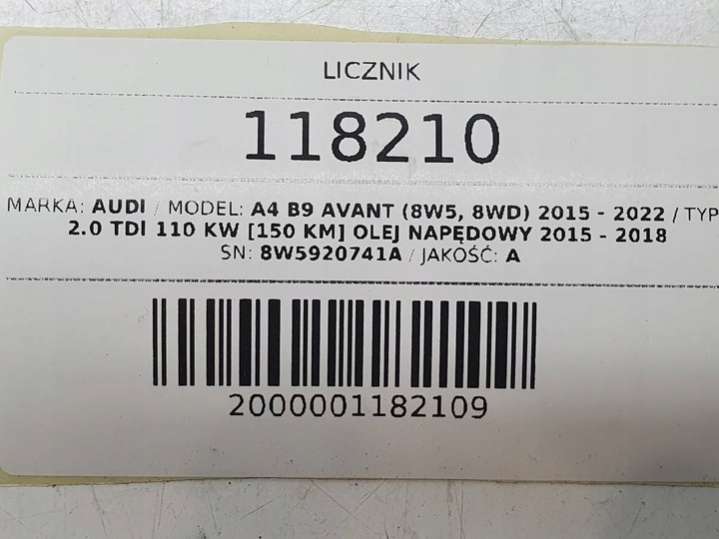 LICZNIK
118210
MARKA: AUDI / MODEL: A4 B9 AVANT (8W5, 8WD) 2015 - 2022 / TYP
2.0 TDI 110 KW [150 KM] OLEJ NAPĘDOWY 2015 - 2018
SN: 8W5920741A / JAKOŚĆ: A
2000001182109